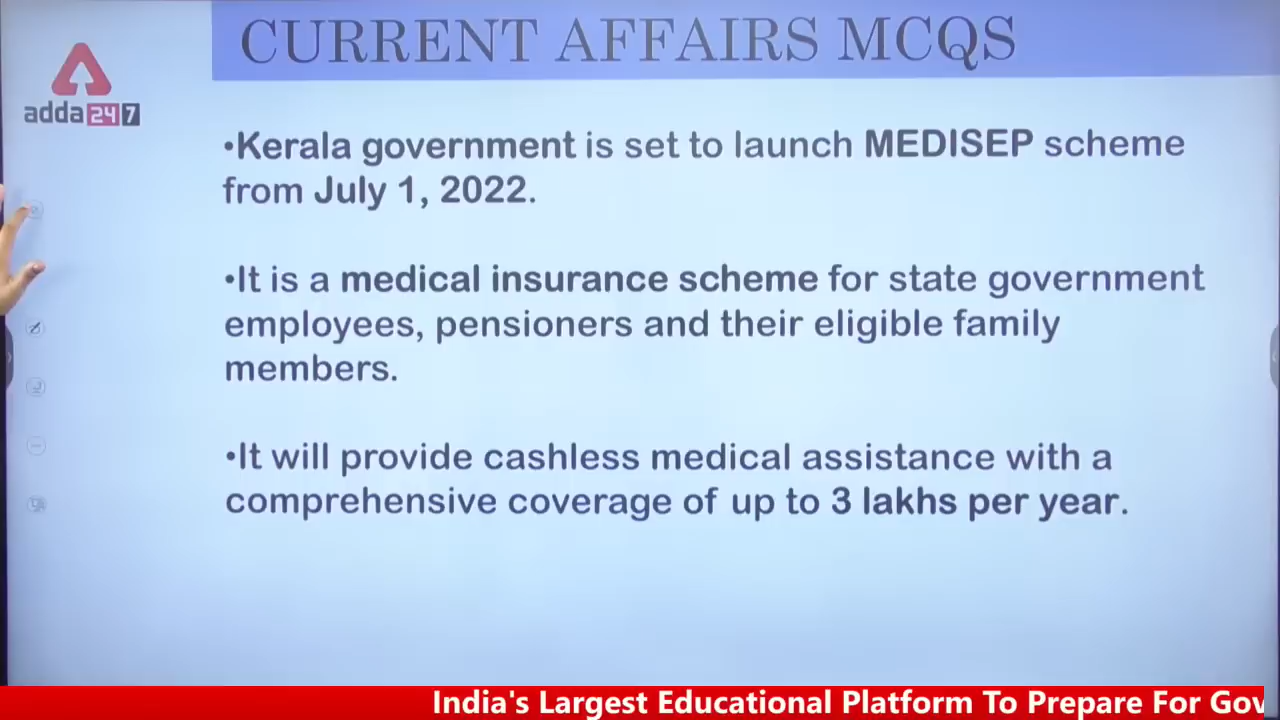 CURRENT AFFAIRS MCQS
adda247
•Kerala government is set to launch MEDISEP scheme
from July 1, 2022.
•It is a medical insurance scheme for state government
employees, pensioners and their eligible family
members.
•It will provide cashless medical assistance with a
comprehensive coverage of up to 3 lakhs per year.
India's Largest Educational Platform To Prepare For Gov